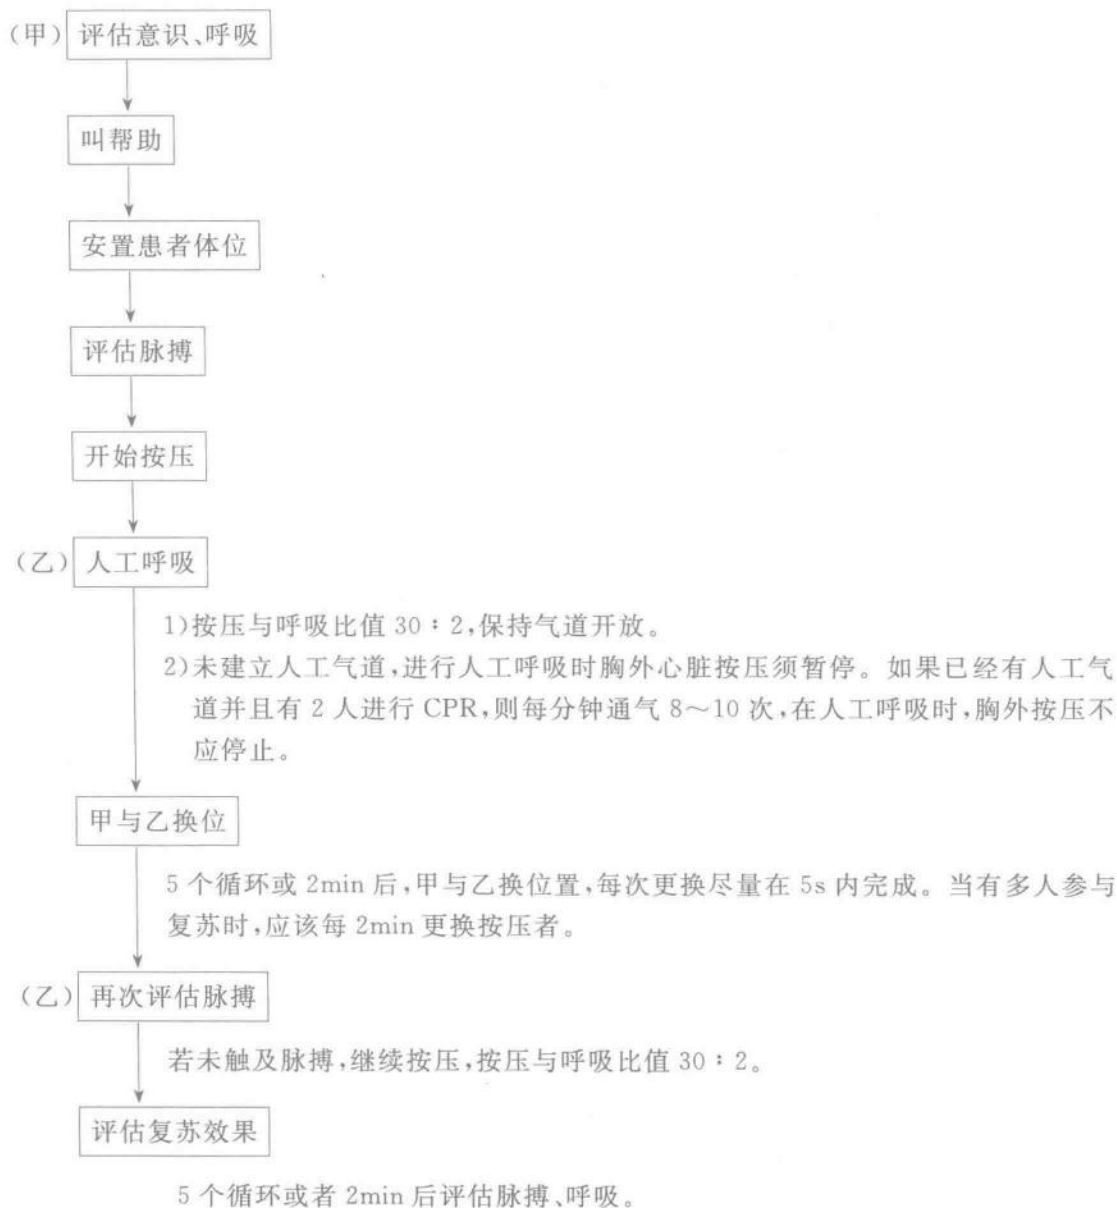 (甲) 评估意识、呼吸
叫帮助
安置患者体位
评估脉搏
开始按压
(乙) 人工呼吸
1)按压与呼吸比值 30∶2,保持气道开放。
2)未建立人工气道,进行人工呼吸时胸外心脏按压须暂停。如果已经有人工气
道并且有 2 人进行 CPR,则每分钟通气 8~10 次,在人工呼吸时,胸外按压不
应停止。
甲与乙换位
5 个循环或 2min 后,甲与乙换位置,每次更换尽量在 5s 内完成。当有多人参与
复苏时,应该每 2min 更换按压者。
(乙) 再次评估脉搏
若未触及脉搏,继续按压,按压与呼吸比值 30∶2。
评估复苏效果
5 个循环或者 2min 后评估脉搏、呼吸。